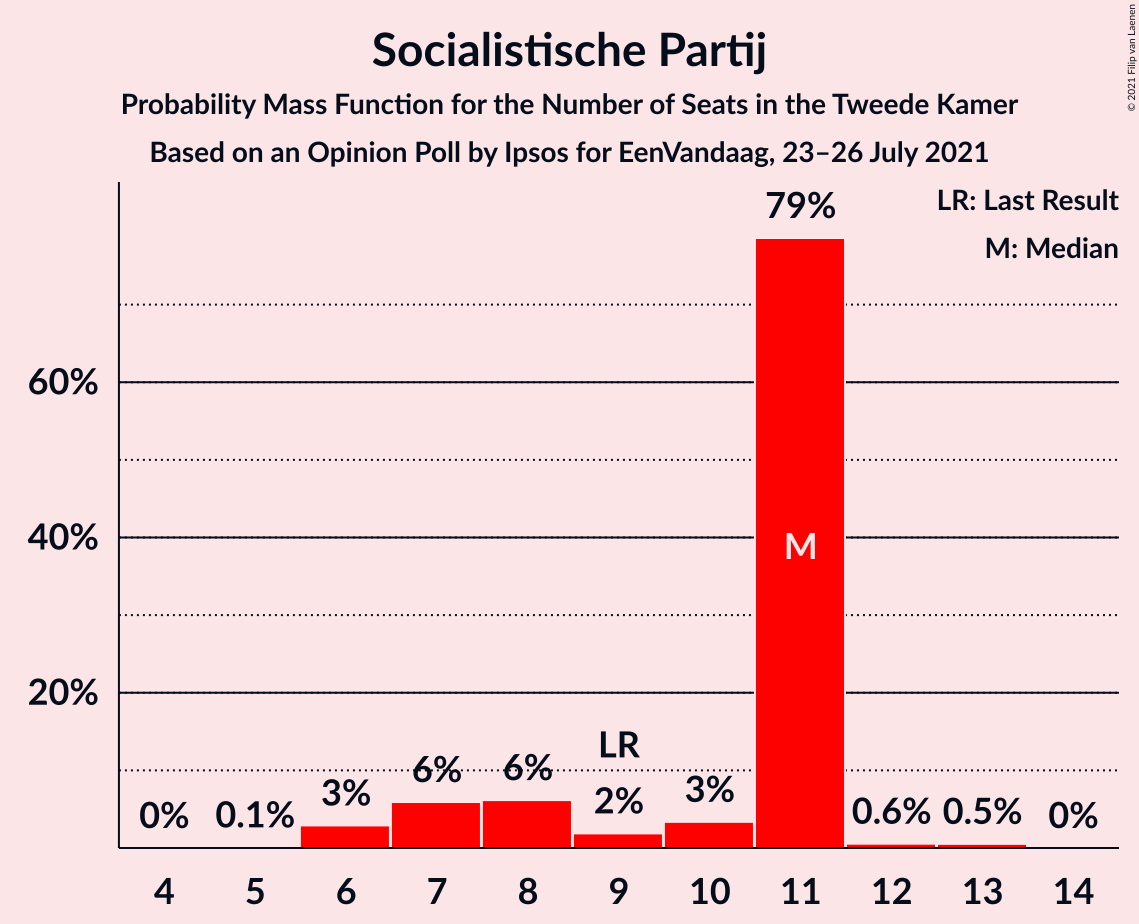 Socialistische Partij
Probability Mass Function for the Number of Seats in the Tweede Kamer
Based on an Opinion Poll by Ipsos for EenVandaag, 23–26 July 2021
© 2021 Filip van Laenen
LR: Last Result
M: Median
79%
60%
40%
M
20%
LR
0% 0.1% 3% 6% 6% 2% 3% 0.6% 0.5% 0%
4 5 6 7 8 9 10 11 12 13 14